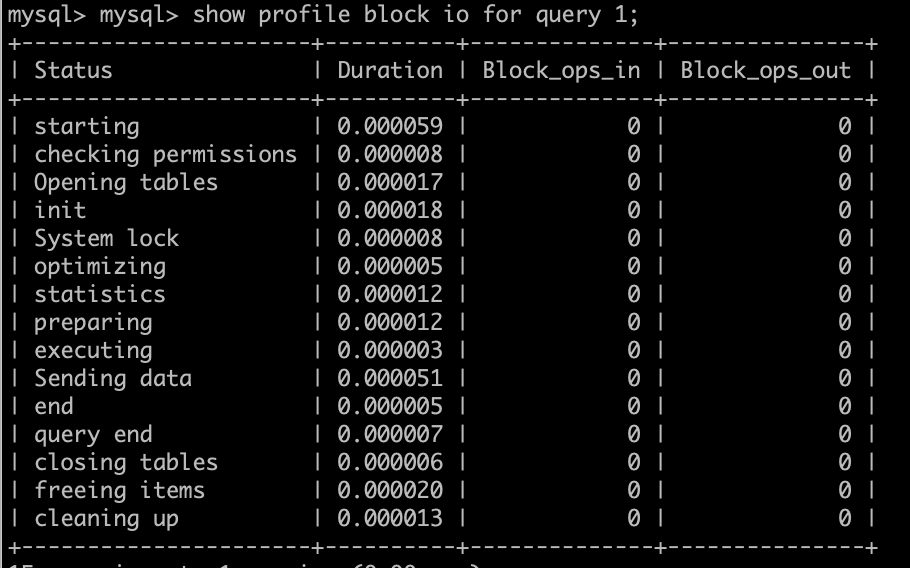 mysql> mysql> show profile block io for query 1;
+----------------------+----------+--------------+---------------+
| Status               | Duration | Block_ops_in | Block_ops_out |
+----------------------+----------+--------------+---------------+
| starting             | 0.000059 |            0 |             0 |
| checking permissions | 0.000008 |            0 |             0 |
| Opening tables       | 0.000017 |            0 |             0 |
| init                 | 0.000018 |            0 |             0 |
| System lock          | 0.000008 |            0 |             0 |
| optimizing           | 0.000005 |            0 |             0 |
| statistics           | 0.000012 |            0 |             0 |
| preparing            | 0.000012 |            0 |             0 |
| executing            | 0.000003 |            0 |             0 |
| Sending data         | 0.000051 |            0 |             0 |
| end                  | 0.000005 |            0 |             0 |
| query end            | 0.000007 |            0 |             0 |
| closing tables       | 0.000006 |            0 |             0 |
| freeing items        | 0.000020 |            0 |             0 |
| cleaning up          | 0.000013 |            0 |             0 |
+----------------------+----------+--------------+---------------+